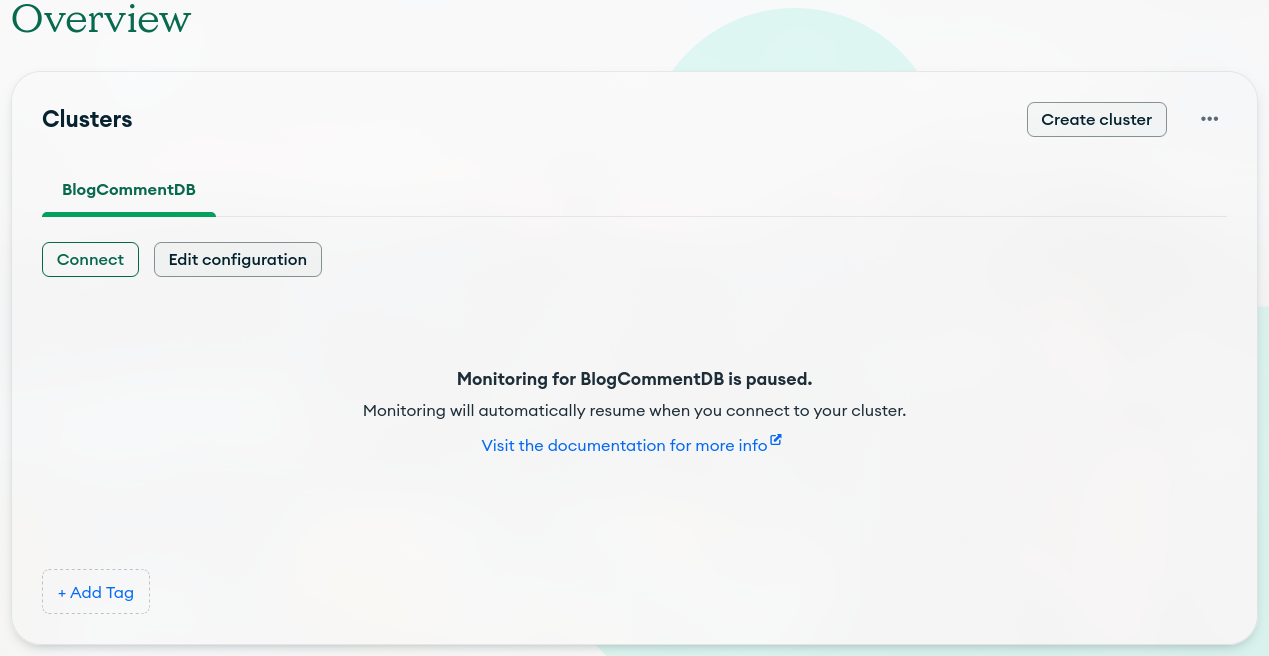 Overview
Clusters
Create cluster
BlogCommentDB
Connect
Edit configuration
Monitoring for BlogCommentDB is paused.
Monitoring will automatically resume when you connect to your cluster.
Visit the documentation for more info
+ Add Tag